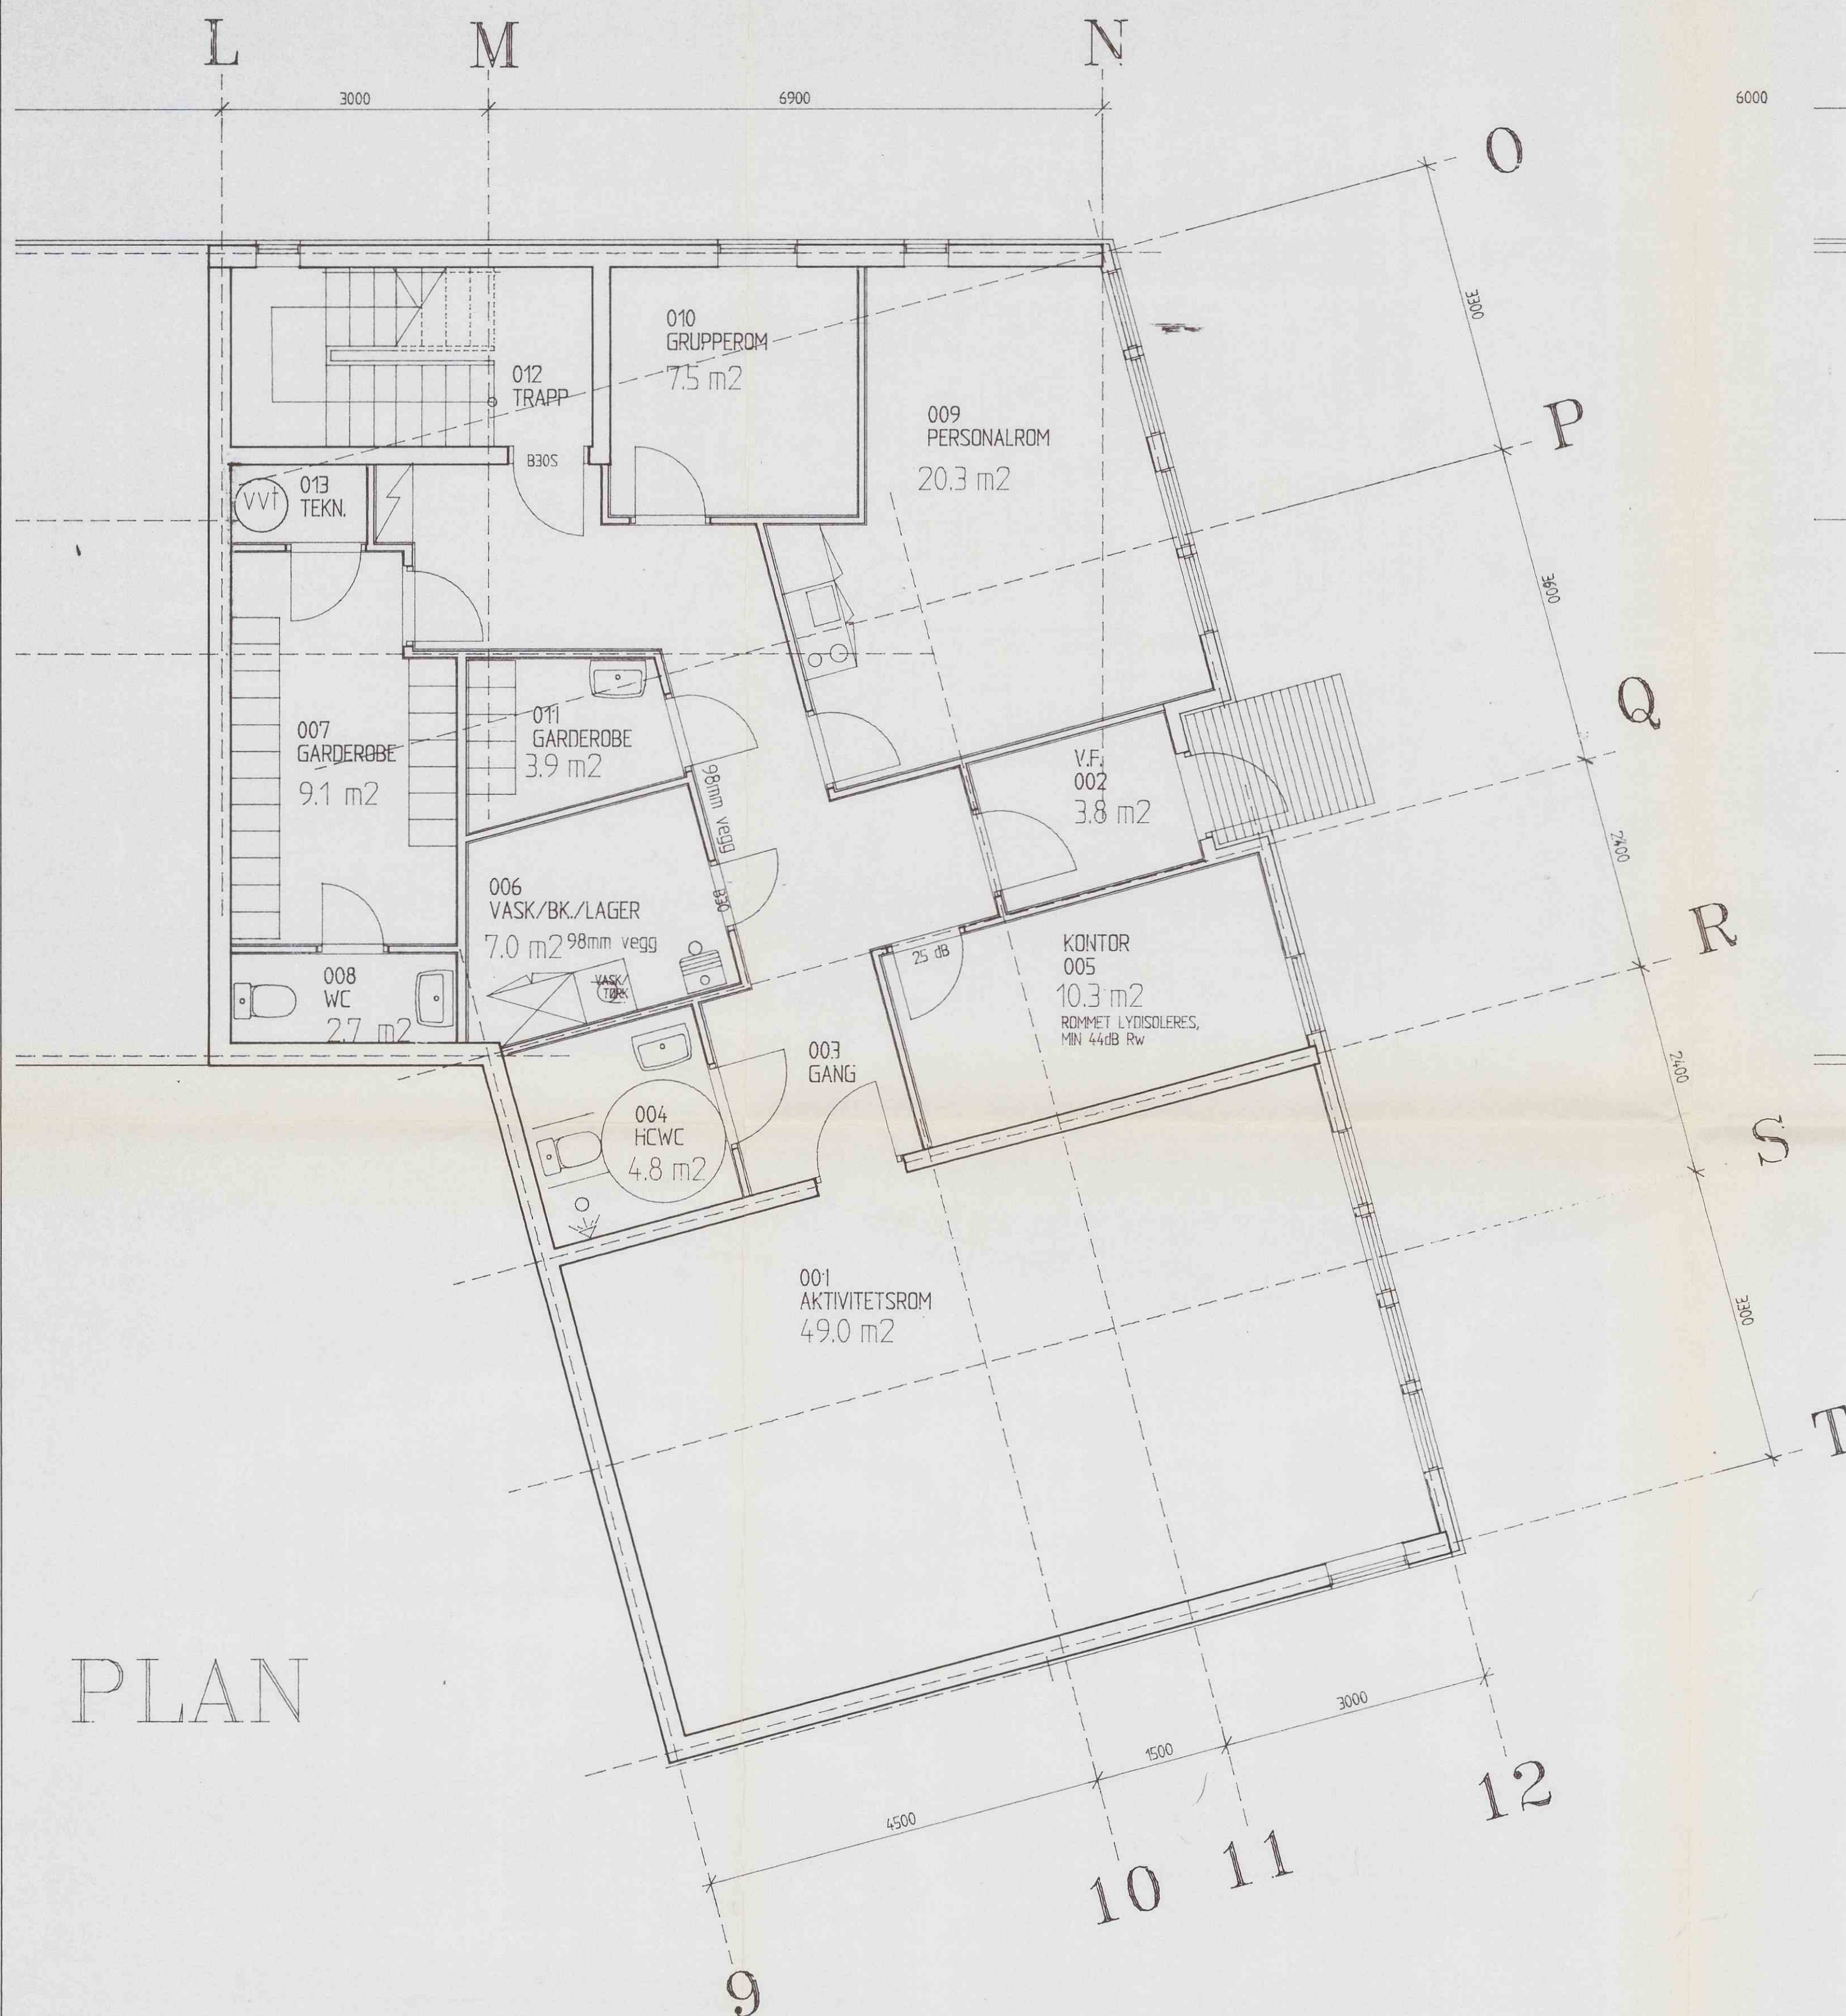 L
M
N
3000
6900
6000
O
3300
P
3600
Q
2400
R
2400
S
3300
T
010
GRUPPEROM
7.5 m2
012
TRAPP
B30S
009
PERSONALROM
20.3 m2
013
TEKN.
VVT
007
GARDEROBE
9.1 m2
011
GARDEROBE
3.9 m2
98mm vegg
V.F.
002
3.8 m2
006
VASK/BK./LAGER
7.0 m2 98mm vegg
B30
VASK/
TØRK
008
WC
2.7 m2
25 dB
KONTOR
005
10.3 m2
ROMMET LYDISOLERES,
MIN 44dB Rw
003
GANG
004
HCWC
4.8 m2
001
AKTIVITETSROM
49.0 m2
PLAN
3000
1500
4500
12
11
10
9